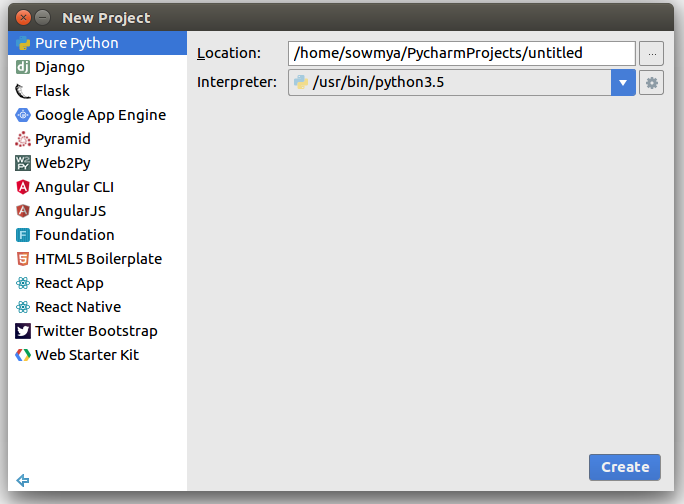 New Project
Pure Python
Django
Flask
Google App Engine
Pyramid
Web2Py
Angular CLI
AngularJS
Foundation
HTML5 Boilerplate
React App
React Native
Twitter Bootstrap
Web Starter Kit
Location: /home/sowmya/PycharmProjects/untitled ...
Interpreter: /usr/bin/python3.5
Create